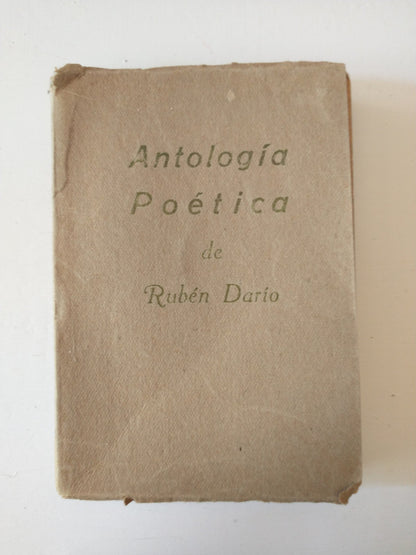 Antología
Poética
de
Rubén Darío